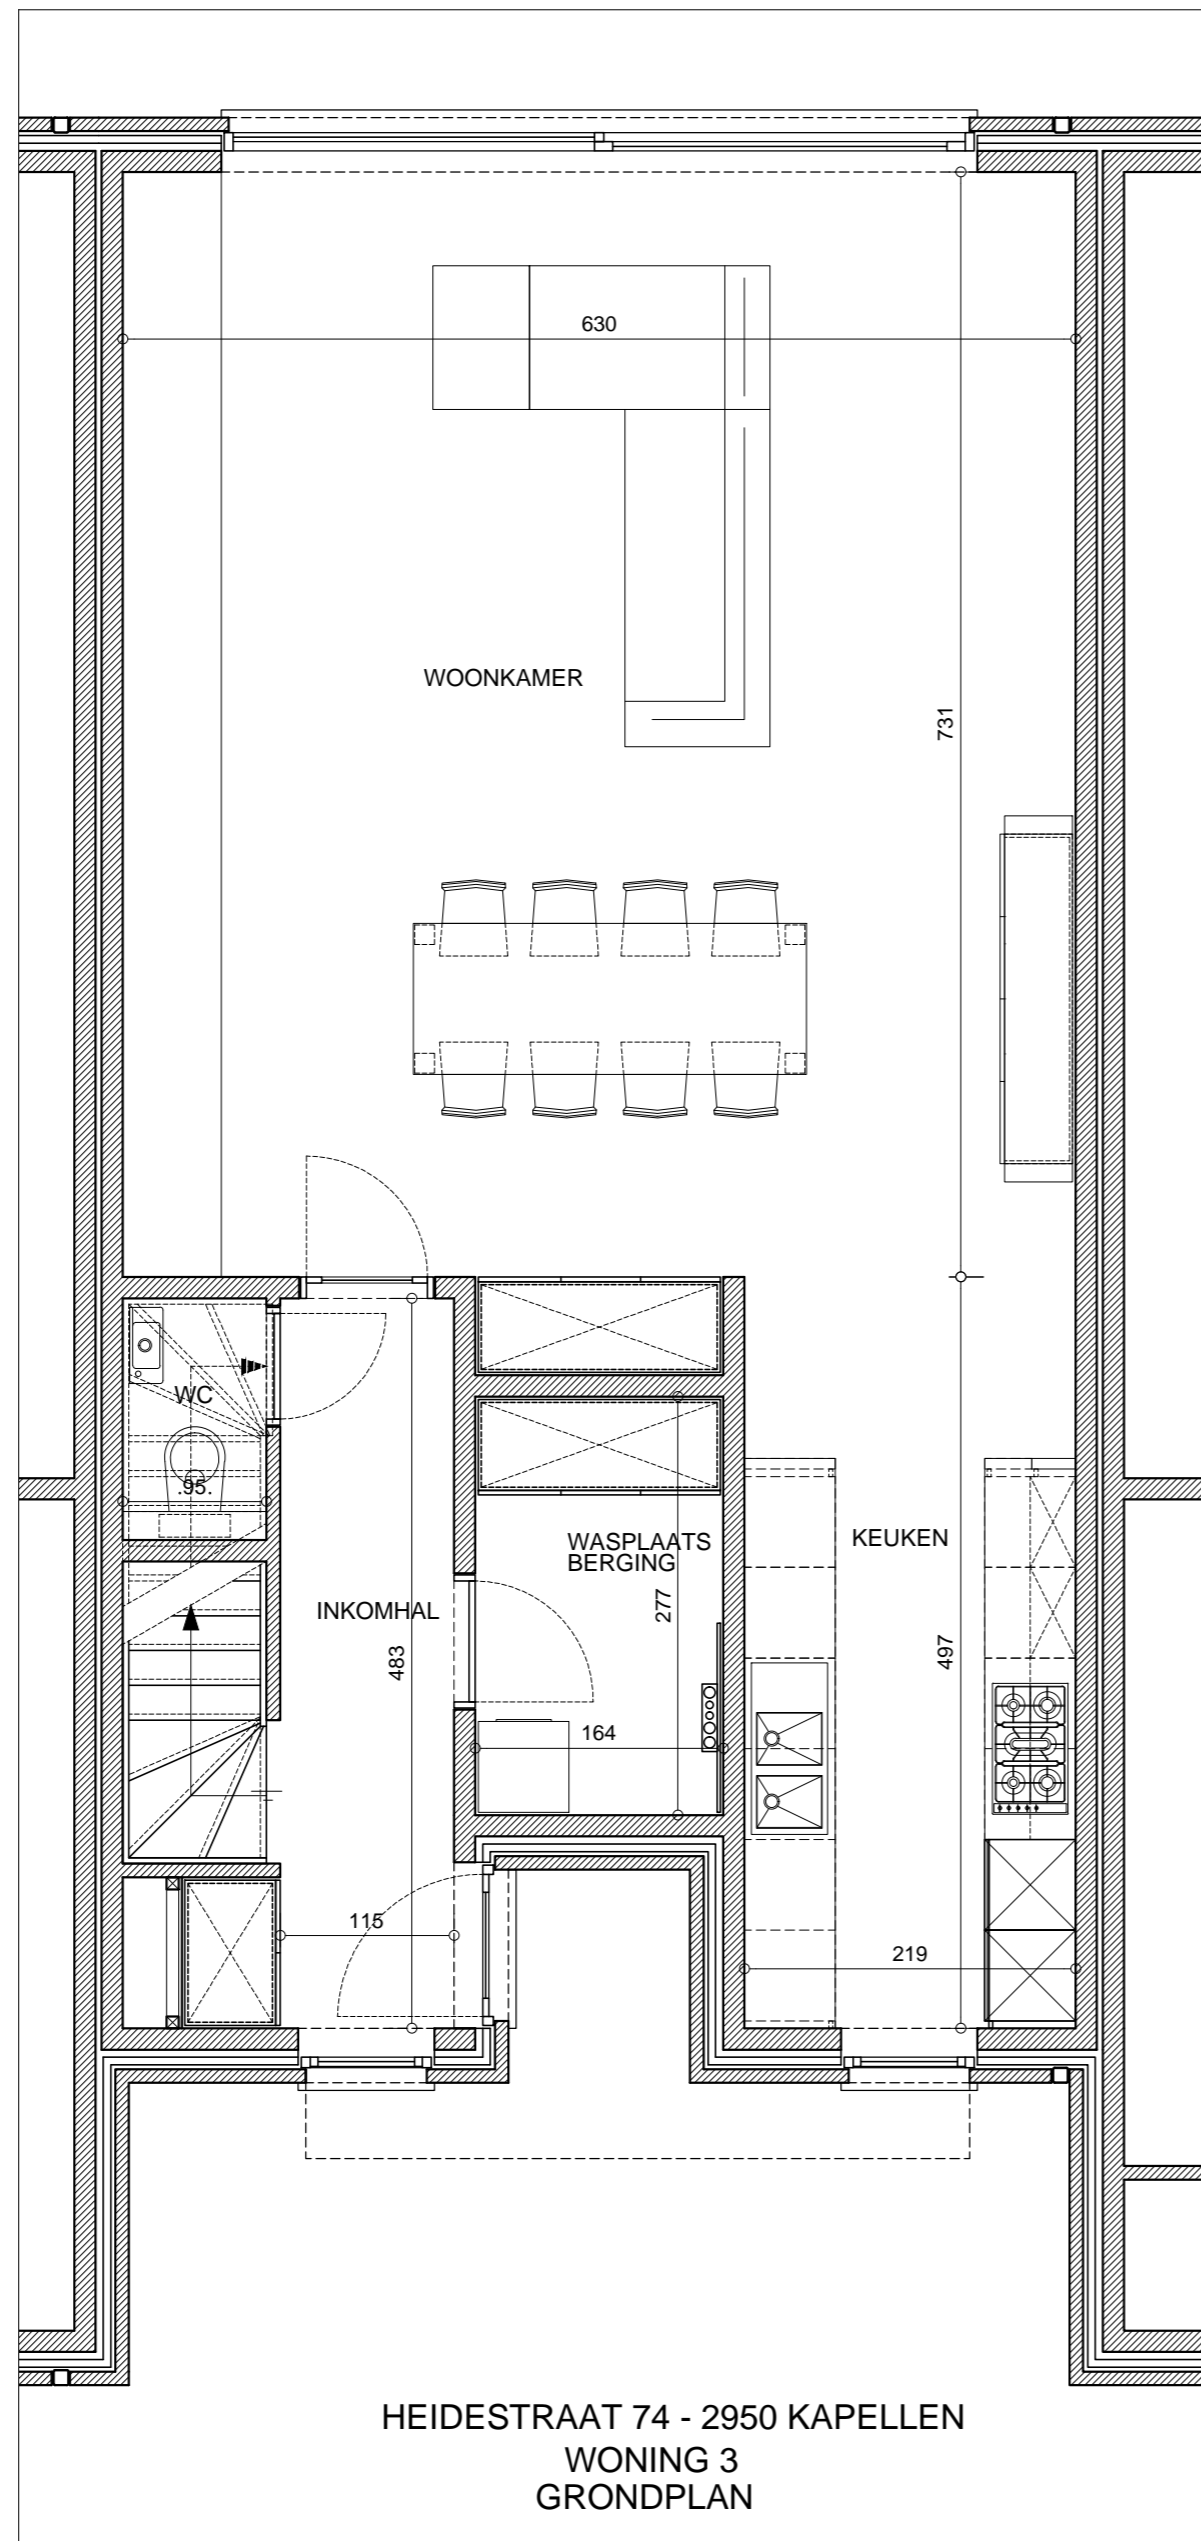 630
WOONKAMER
731
WC
.95.
WASPLAATS
BERGING
KEUKEN
277
INKOMHAL
483
497
164
115
219
HEIDESTRAAT 74 - 2950 KAPELLEN
WONING 3
GRONDPLAN